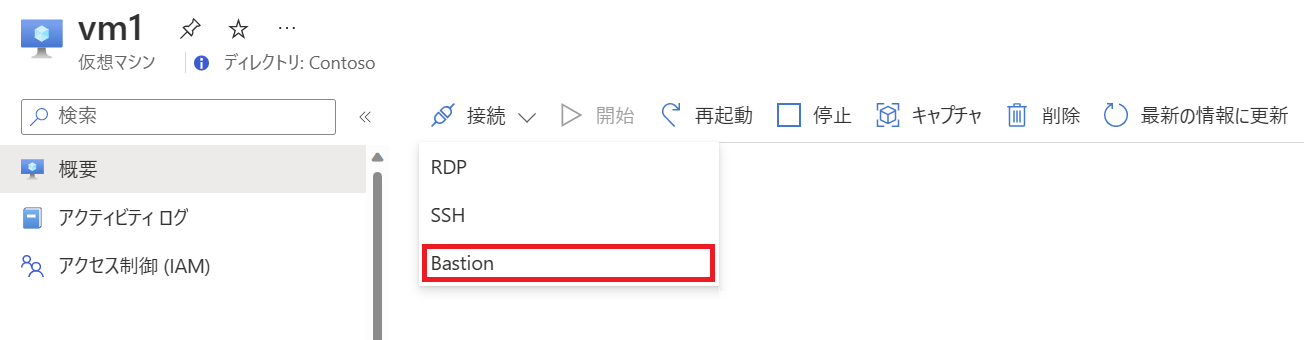 vm1
仮想マシン
ディレクトリ: Contoso
検索
接続 開始 再起動 停止 キャプチャ 削除 最新の情報に更新
概要
アクティビティ ログ
アクセス制御 (IAM)
RDP
SSH
Bastion